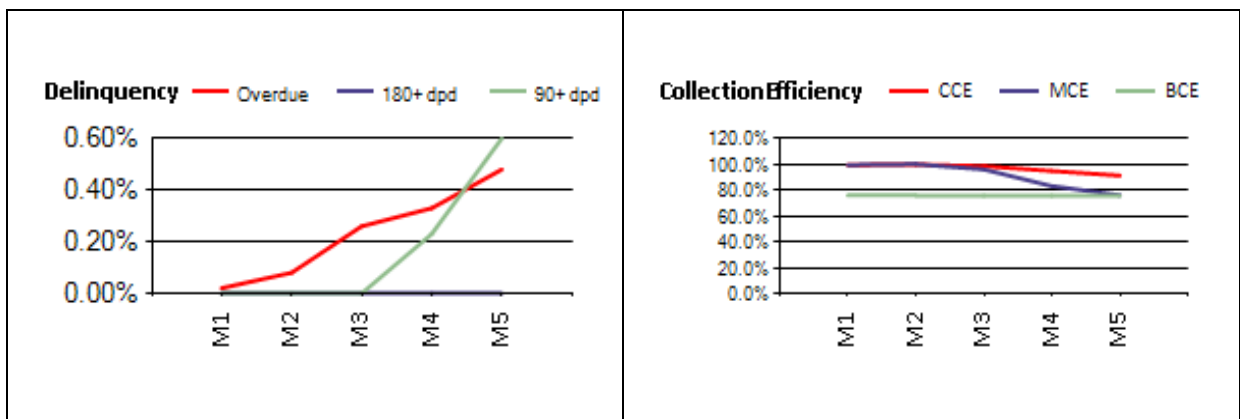 Delinquency Overdue 180+ dpd 90+ dpd
0.60%
0.40%
0.20%
0.00%
M1 M2 M3 M4 M5
Collection Efficiency CCE MCE BCE
120.0%
100.0%
80.0%
60.0%
40.0%
20.0%
0.0%
M1 M2 M3 M4 M5